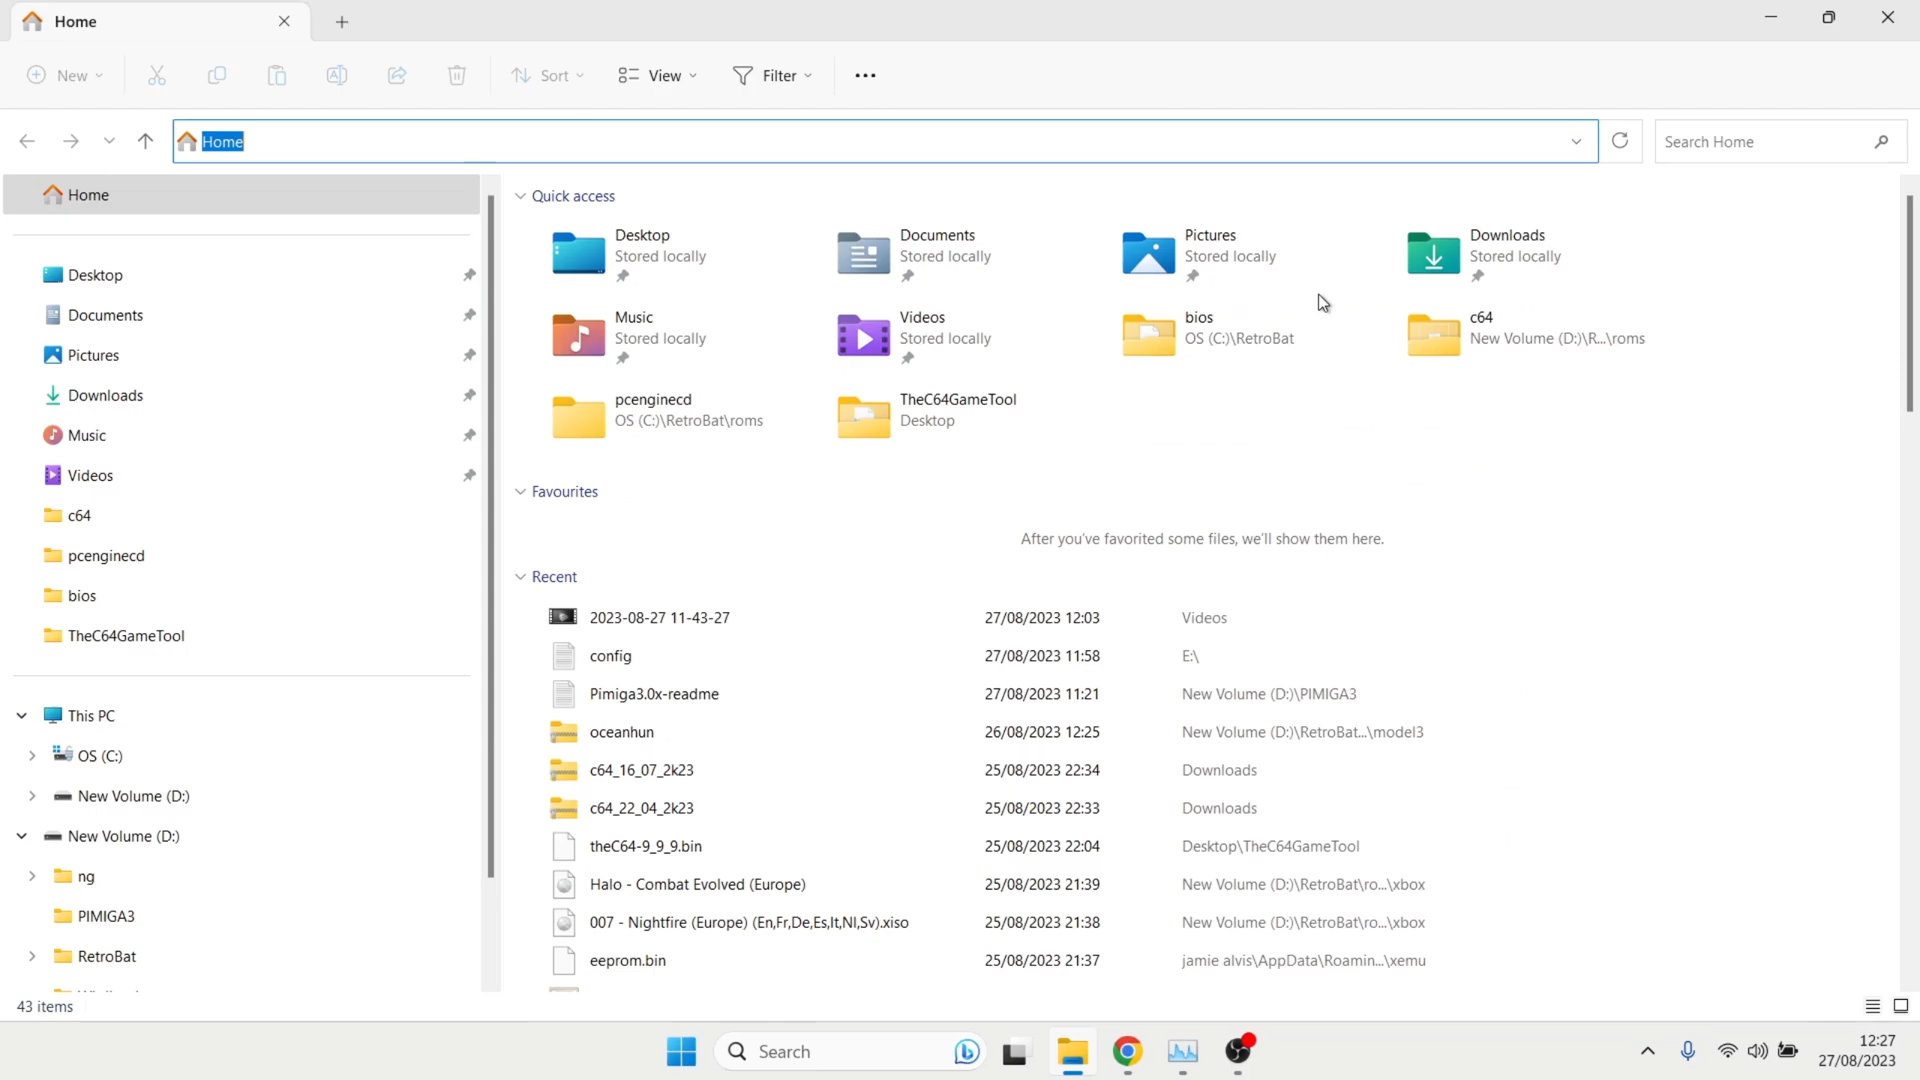 Home
New
Sort
View
Filter
Home
Search Home
Home
Desktop
Documents
Pictures
Downloads
Music
Videos
c64
pcenginecd
bios
TheC64GameTool
This PC
OS (C:)
New Volume (D:)
New Volume (D:)
ng
PIMIGA3
RetroBat
43 items
Quick access
Desktop
Stored locally
Documents
Stored locally
Pictures
Stored locally
Downloads
Stored locally
Music
Stored locally
Videos
Stored locally
bios
OS (C:)\RetroBat
c64
New Volume (D:)\R...\roms
pcenginecd
OS (C:)\RetroBat\roms
TheC64GameTool
Desktop
Favourites
After you've favorited some files, we'll show them here.
Recent
2023-08-27 11-43-27 27/08/2023 12:03 Videos
config 27/08/2023 11:58 E:\
Pimiga3.0x-readme 27/08/2023 11:21 New Volume (D:)\PIMIGA3
oceanhun 26/08/2023 12:25 New Volume (D:)\RetroBat...\model3
c64_16_07_2k23 25/08/2023 22:34 Downloads
c64_22_04_2k23 25/08/2023 22:33 Downloads
theC64-9_9_9.bin 25/08/2023 22:04 Desktop\TheC64GameTool
Halo - Combat Evolved (Europe) 25/08/2023 21:39 New Volume (D:)\RetroBat\ro...\xbox
007 - Nightfire (Europe) (En,Fr,De,Es,It,Nl,Sv).xiso 25/08/2023 21:38 New Volume (D:)\RetroBat\ro...\xbox
eeprom.bin 25/08/2023 21:37 jamie alvis\AppData\Roamin...\xemu
Search
12:27
27/08/2023